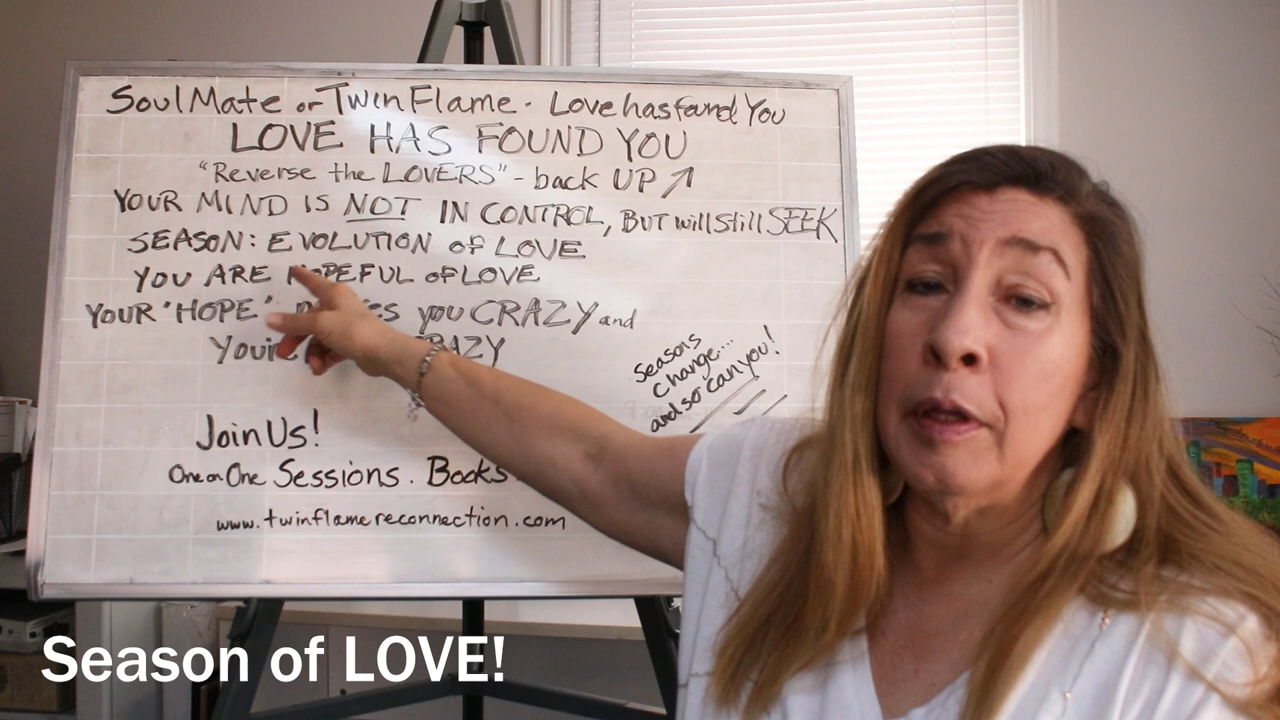 SoulMate or TwinFlame. Love has found You
LOVE HAS FOUND YOU
"Reverse the LOVERS" - back UP ↗
YOUR MIND IS NOT IN CONTROL, BUT will still SEEK
SEASON: EVOLUTION of LOVE
YOU ARE HOPEFUL of LOVE
YOUR 'HOPE' you CRAZY and
Seasons
Change....
and so can you!
Join Us!
One on One Sessions. Books
www.twinflamereconnection.com
Season of LOVE!